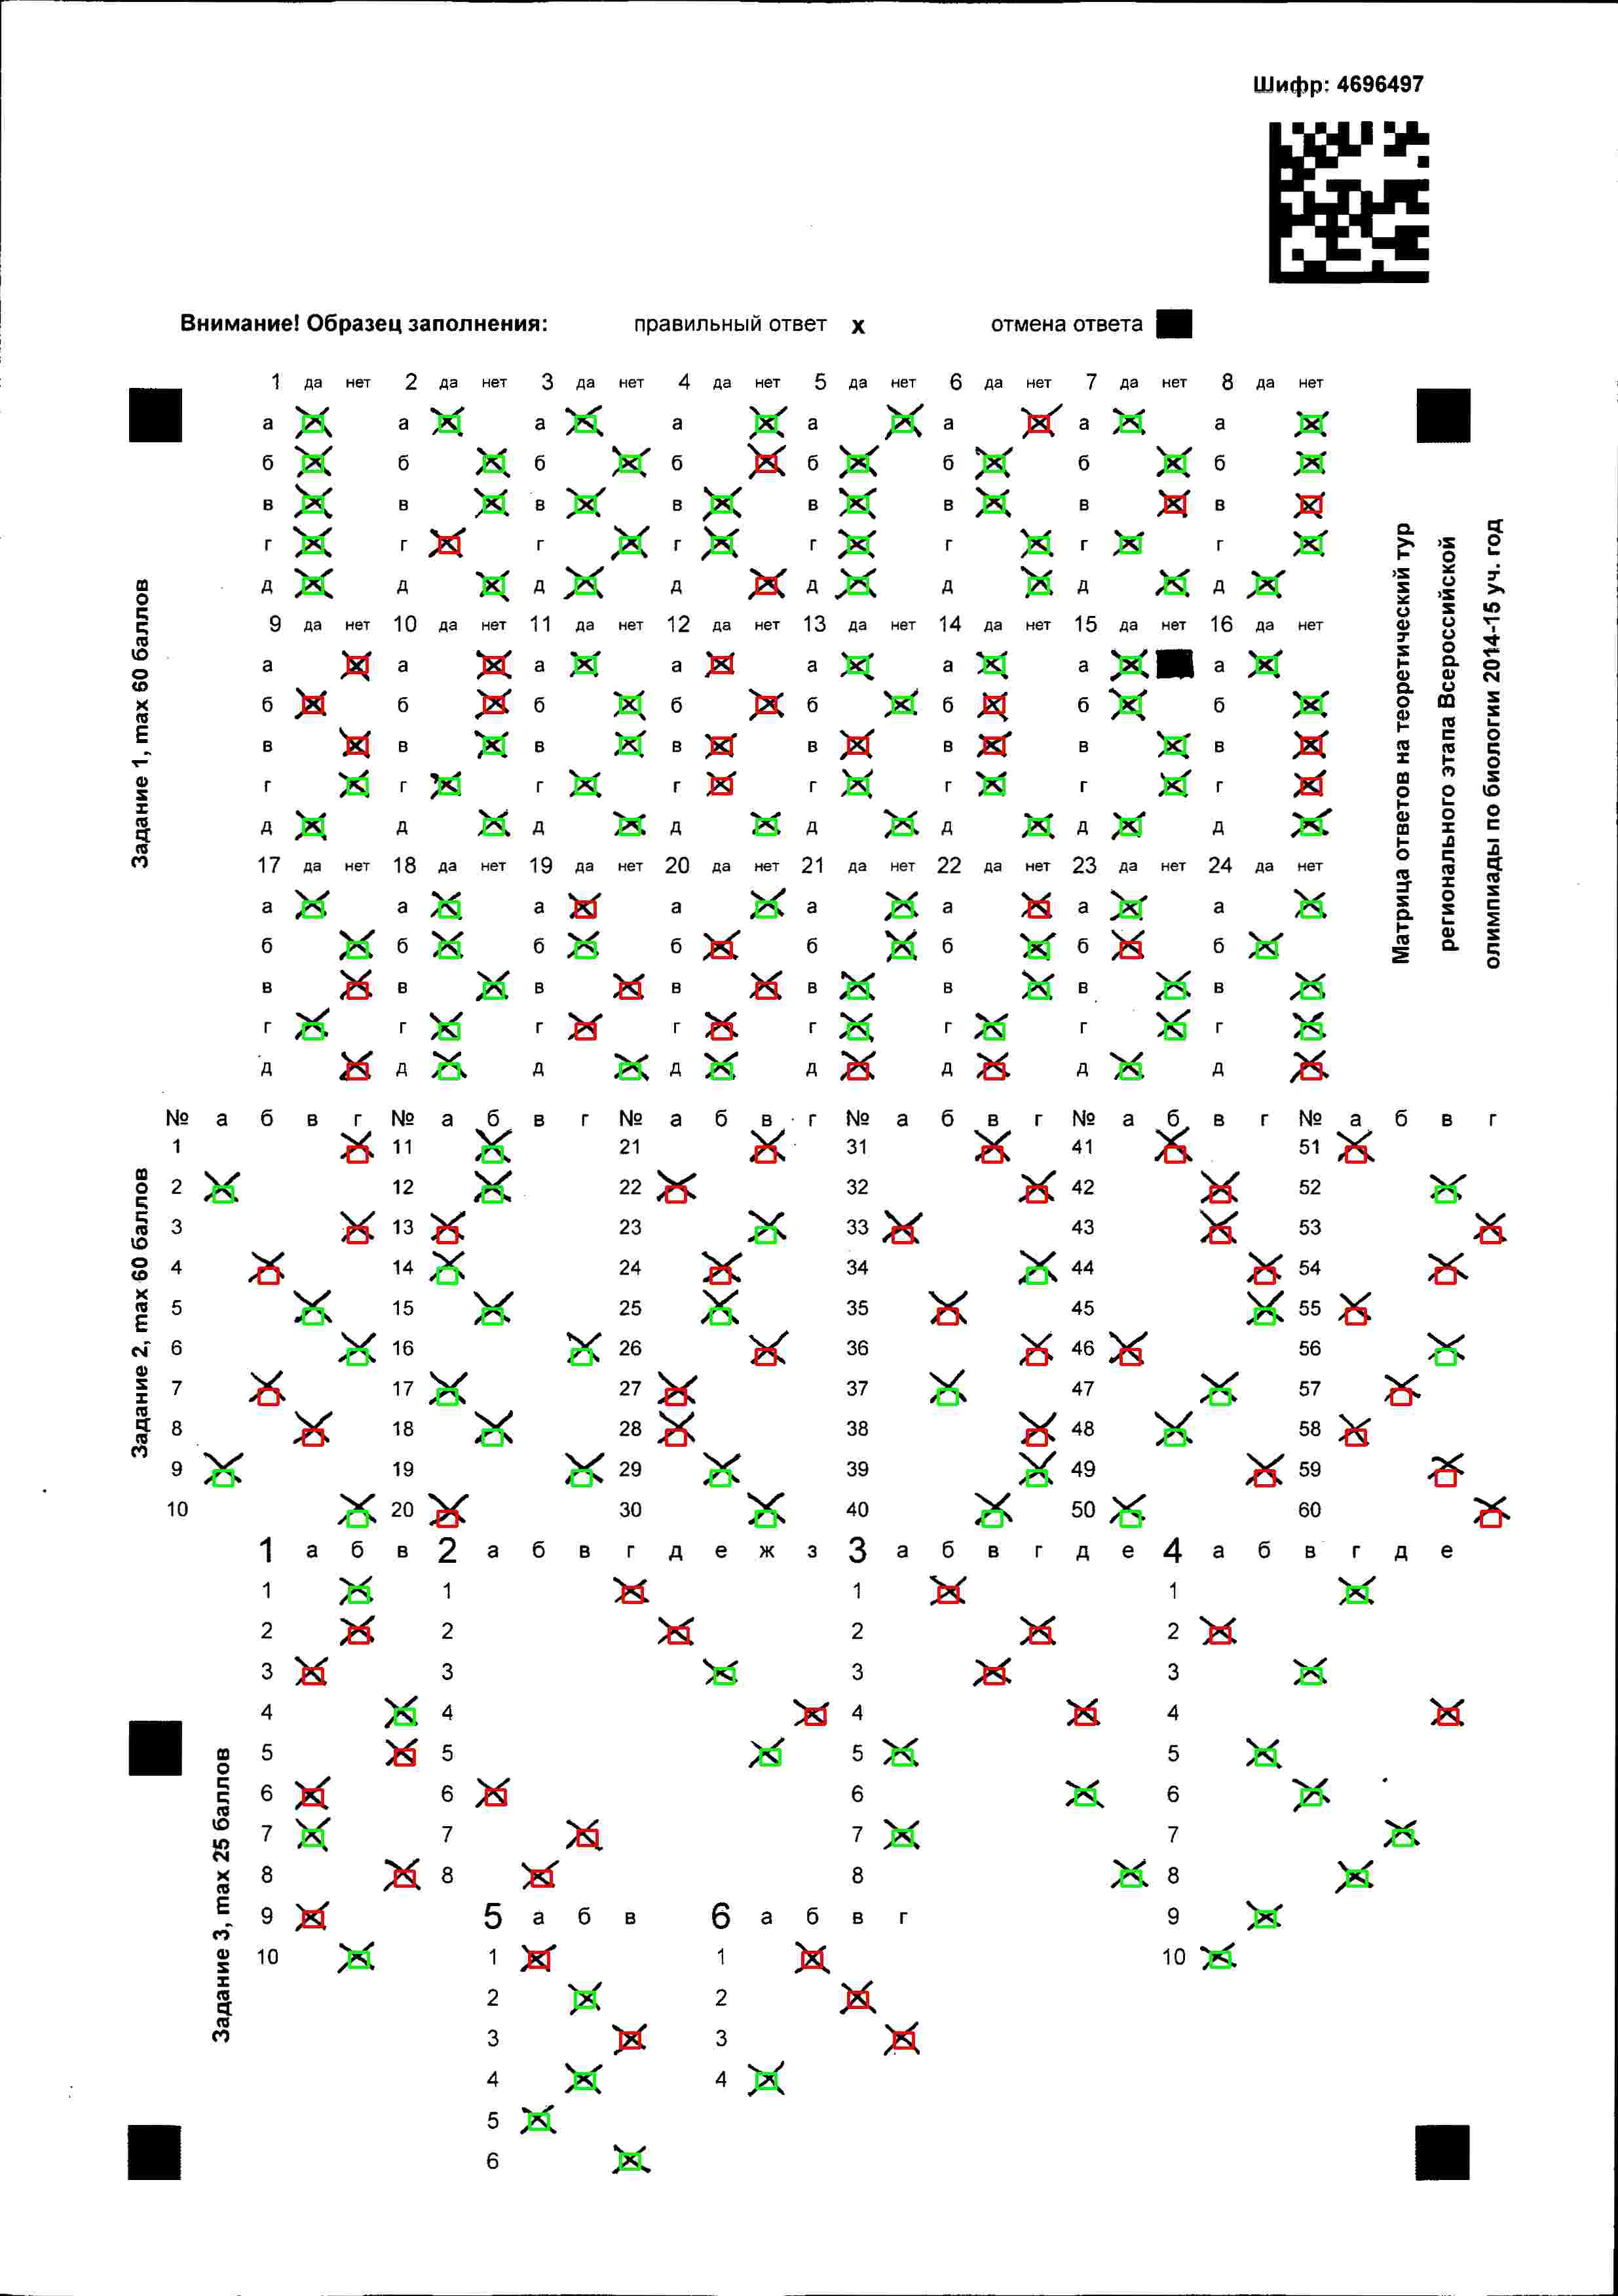 Шифр: 4696497
Внимание! Образец заполнения: правильный ответ х отмена ответа
1 да нет 2 да нет 3 да нет 4 да нет 5 да нет 6 да нет 7 да нет 8 да нет
а а а а а а а а
б б б б б б б б
в в в в в в в в
г г г г г г г г
д д д д д д д д
9 да нет 10 да нет 11 да нет 12 да нет 13 да нет 14 да нет 15 да нет 16 да нет
а а а а а а а а
б б б б б б б б
в в в в в в в в
г г г г г г г г
д д д д д д д д
17 да нет 18 да нет 19 да нет 20 да нет 21 да нет 22 да нет 23 да нет 24 да нет
а а а а а а а а
б б б б б б б б
в в в в в в в в
г г г г г г г г
д д д д д д д д
Задание 1, max 60 баллов
Матрица ответов на теоретический тур
регионального этапа Всероссийской
олимпиады по биологии 2014-15 уч. год
№ а б в г № а б в г № а б в г № а б в г № а б в г № а б в г
1 11 21 31 41 51
2 12 22 32 42 52
3 13 23 33 43 53
4 14 24 34 44 54
5 15 25 35 45 55
6 16 26 36 46 56
7 17 27 37 47 57
8 18 28 38 48 58
9 19 29 39 49 59
10 20 30 40 50 60
Задание 2, max 60 баллов
1 а б в 2 а б в г д е ж з 3 а б в г д е 4 а б в г д е
1 1 1 1
2 2 2 2
3 3 3 3
4 4 4 4
5 5 5 5
6 6 6 6
7 7 7 7
8 8 8 8
9 5 а б в 6 а б в г 9
10 1 1 10
2 2
3 3
4 4
5
6
Задание 3, max 25 баллов